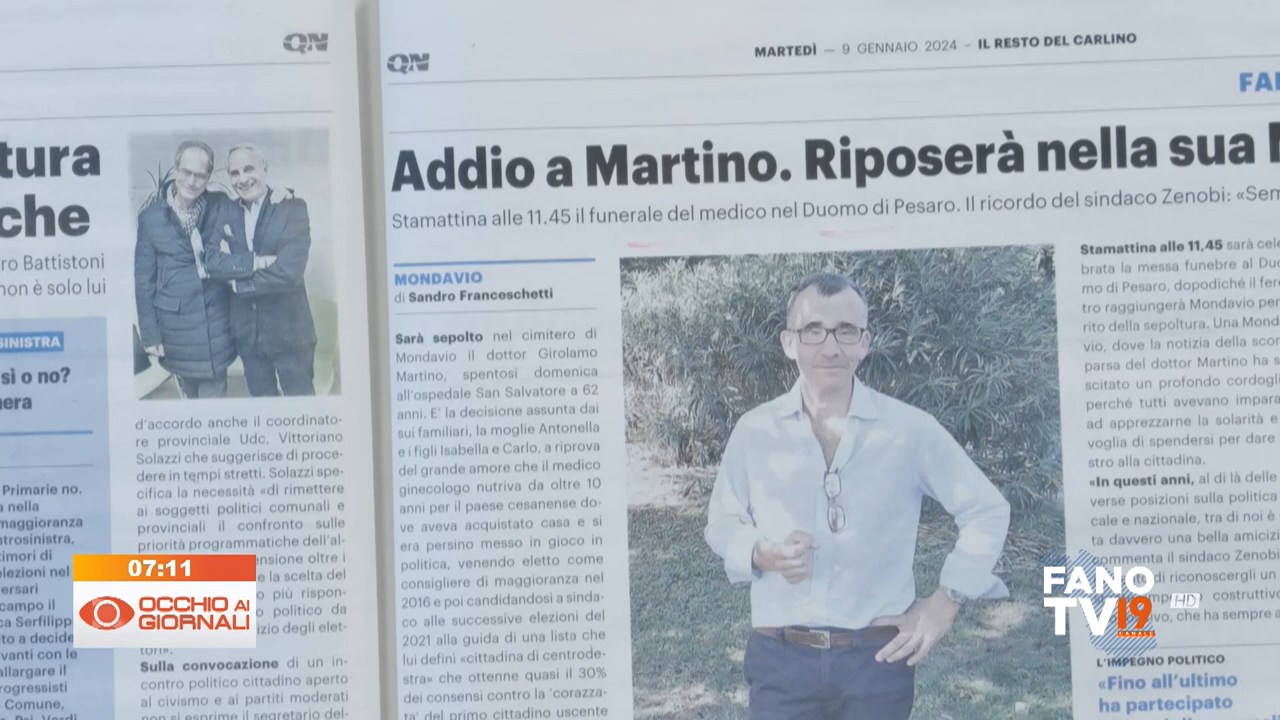 QN
tura
che
ro Battistoni
non è solo lui
SINISTRA
sì o no?
Primarie no.
nella
maggioranza
ntrosinistra,
timori di
elezioni nel
versari
campo il
ca Serfilipp
to a decide
vanti con le
allargare il
rogressisti
Comune,
d'accordo anche il coordinato-
re provinciale Udc, Vittoriano
Solazzi che suggerisce di proce-
dere in tempi stretti. Solazzi spe-
cifica la necessità «di rimettere
ai soggetti politici comunali e
provinciali il confronto sulle
priorità programmatiche dell'al-
ensione oltre i
e la scelta del
più rispon-
politico da
izio degli elet-
tori».
Sulla convocazione di un in-
contro politico cittadino aperto
al civismo e ai partiti moderati
non si esprime il segretario del-
QN
MARTEDÌ — 9 GENNAIO 2024 – IL RESTO DEL CARLINO
FA
Addio a Martino. Riposerà nella sua
Stamattina alle 11.45 il funerale del medico nel Duomo di Pesaro. Il ricordo del sindaco Zenobi: «Sen
MONDAVIO
di Sandro Franceschetti
Sarà sepolto nel cimitero di
Mondavio il dottor Girolamo
Martino, spentosi domenica
all'ospedale San Salvatore a 62
anni. E' la decisione assunta dai
sui familiari, la moglie Antonella
e i figli Isabella e Carlo, a riprova
del grande amore che il medico
ginecologo nutriva da oltre 10
anni per il paese cesanense do-
ve aveva acquistato casa e si
era persino messo in gioco in
politica, venendo eletto come
consigliere di maggioranza nel
2016 e poi candidandosi a sinda-
co alle successive elezioni del
2021 alla guida di una lista che
lui definì «cittadina di centrode-
stra» che ottenne quasi il 30%
dei consensi contro la 'corazza-
ta' del primo cittadino uscente
Stamattina alle 11,45 sarà cele
brata la messa funebre al Duo
mo di Pesaro, dopodiché il fere
tro raggiungerà Mondavio per
rito della sepoltura. Una Mond
vio, dove la notizia della scom
parsa del dottor Martino ha s
scitato un profondo cordogli
perché tutti avevano impara
ad apprezzarne la solarità e
voglia di spendersi per dare
stro alla cittadina.
«In questi anni, al di là delle
verse posizioni sulla politica
cale e nazionale, tra di noi è
ta davvero una bella amicizi
commenta il sindaco Zenobi
di riconoscergli un
costruttivo
vo, che ha sempre
L'IMPEGNO POLITICO
«Fino all'ultimo
ha partecipato
07:11
OCCHIO AI
GIORNALI
FANO
TV19
HD
CANALE